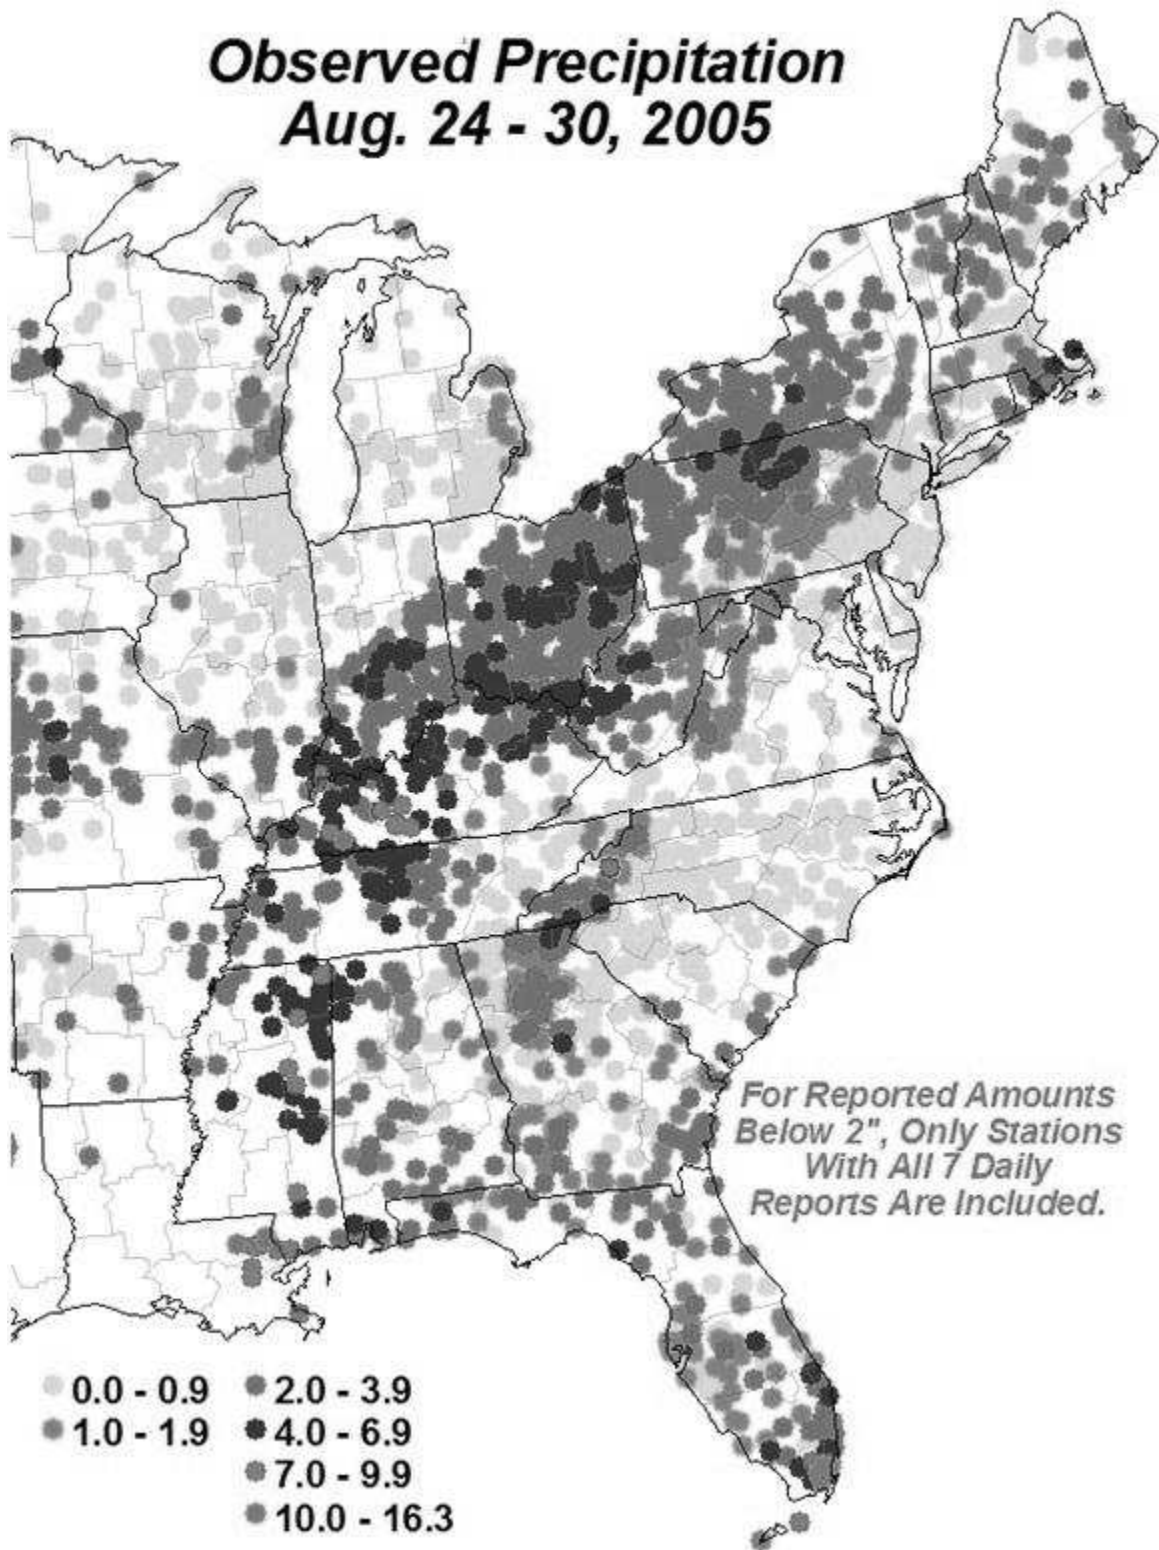 Observed Precipitation
Aug. 24 - 30, 2005
For Reported Amounts
Below 2", Only Stations
With All 7 Daily
Reports Are Included.
0.0 - 0.9
1.0 - 1.9
2.0 - 3.9
4.0 - 6.9
7.0 - 9.9
10.0 - 16.3